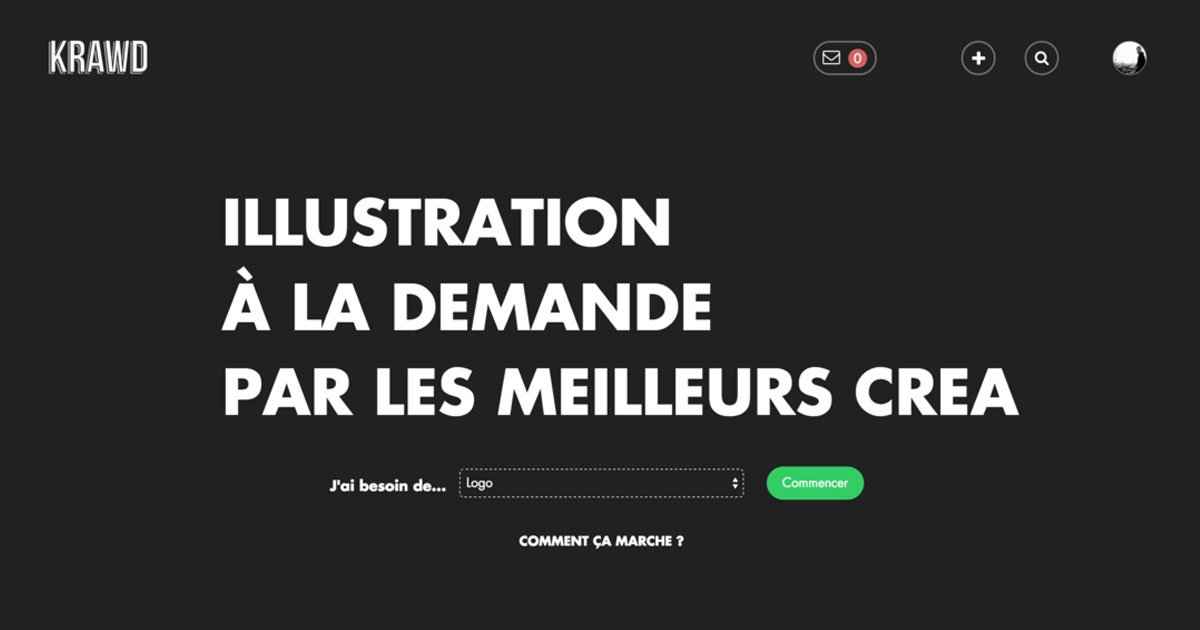 KRAWD
0
ILLUSTRATION
À LA DEMANDE
PAR LES MEILLEURS CREA
J'ai besoin de... Logo Commencer
COMMENT ÇA MARCHE ?